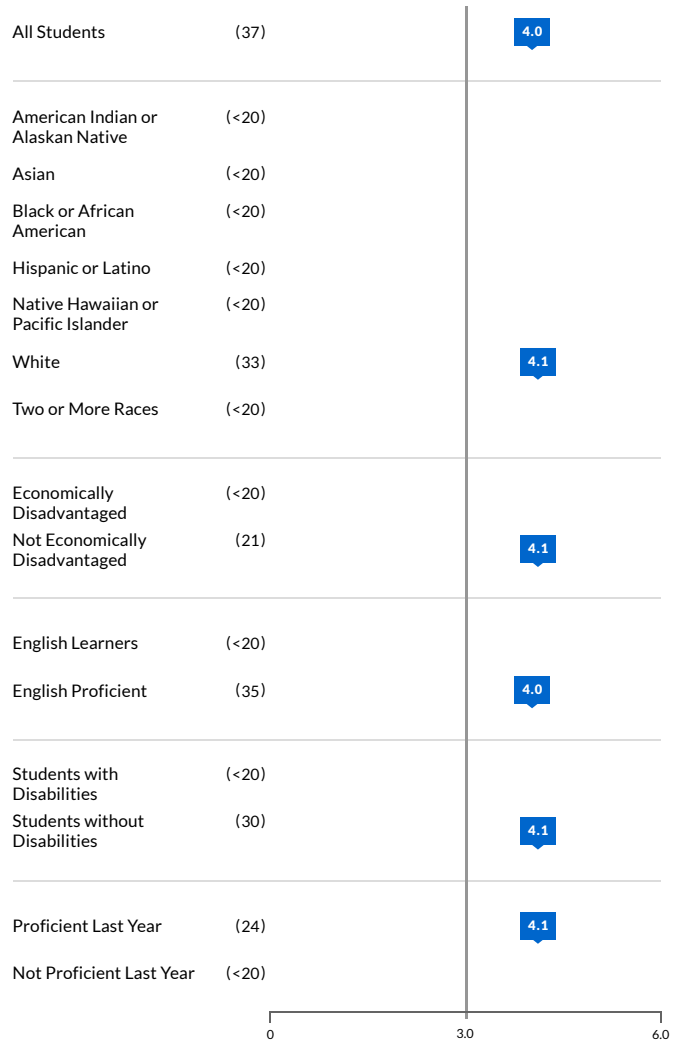 All Students (37) 4.0
American Indian or (<20)
Alaskan Native
Asian (<20)
Black or African (<20)
American
Hispanic or Latino (<20)
Native Hawaiian or (<20)
Pacific Islander
White (33) 4.1
Two or More Races (<20)
Economically (<20)
Disadvantaged
Not Economically (21) 4.1
Disadvantaged
English Learners (<20)
English Proficient (35) 4.0
Students with (<20)
Disabilities
Students without (30) 4.1
Disabilities
Proficient Last Year (24) 4.1
Not Proficient Last Year (<20)
0 3.0 6.0